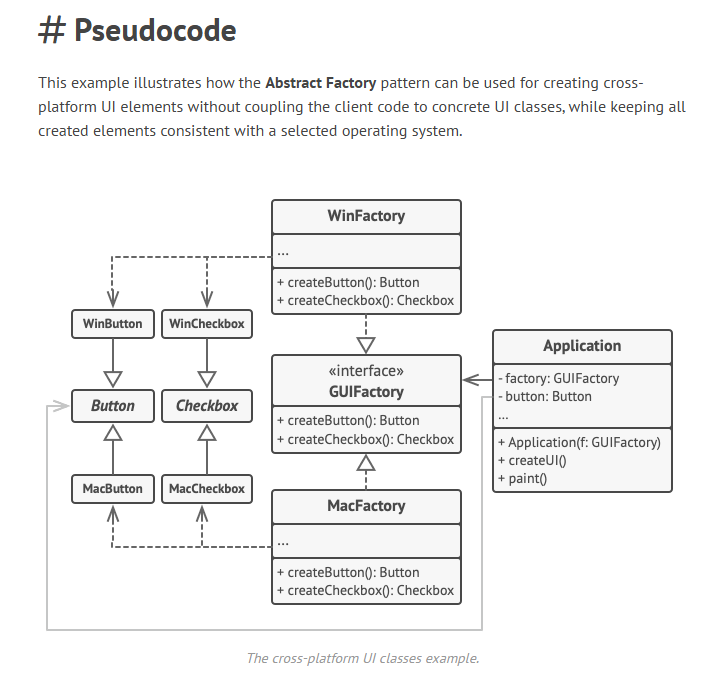 # Pseudocode
This example illustrates how the Abstract Factory pattern can be used for creating cross-
platform UI elements without coupling the client code to concrete UI classes, while keeping all
created elements consistent with a selected operating system.
WinFactory
...
+ createButton(): Button
+ createCheckbox(): Checkbox
WinButton
WinCheckbox
Button
Checkbox
MacButton
MacCheckbox
«interface»
GUIFactory
+ createButton(): Button
+ createCheckbox(): Checkbox
Application
- factory: GUIFactory
- button: Button
...
+ Application(f: GUIFactory)
+ createUI()
+ paint()
MacFactory
...
+ createButton(): Button
+ createCheckbox(): Checkbox
The cross-platform UI classes example.